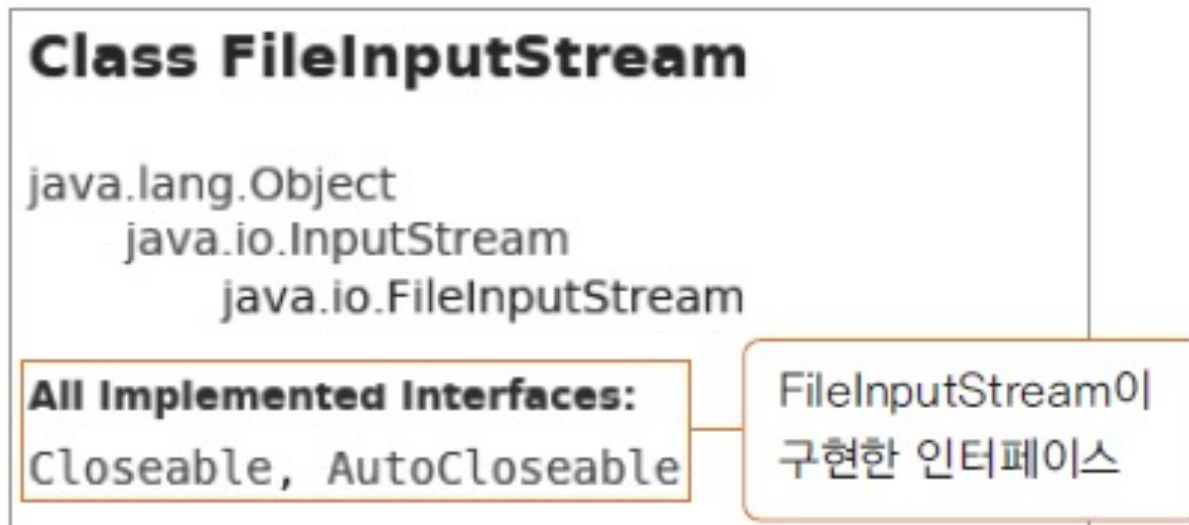 Class FileInputStream
java.lang.Object
java.io.InputStream
java.io.FileInputStream
All Implemented Interfaces:
Closeable, AutoCloseable
FileInputStream이
구현한 인터페이스